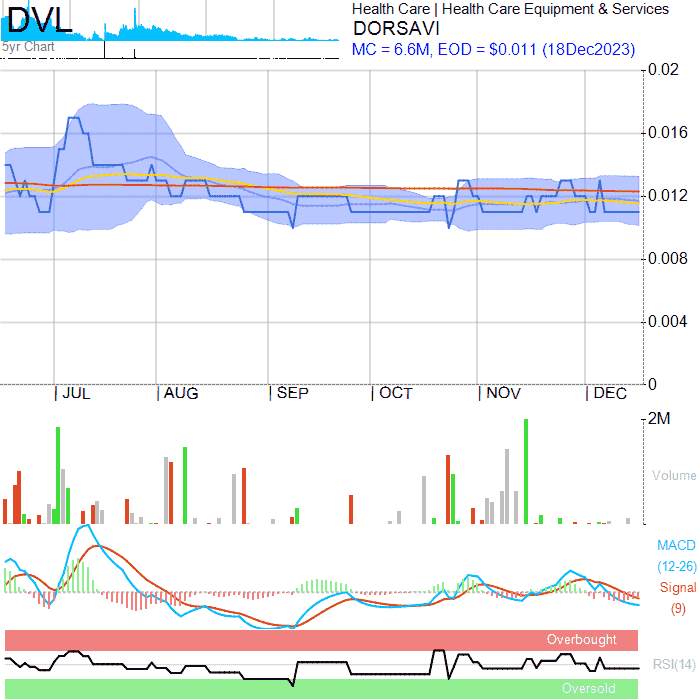 DVL
5yr Chart
Health Care | Health Care Equipment & Services
DORSAVI
MC = 6.6M, EOD = $0.011 (18Dec2023)
0.02
0.016
0.012
0.008
0.004
0
JUL AUG SEP OCT NOV DEC
2M
Volume
MACD
(12-26)
Signal
(9)
Overbought
RSI(14)
Oversold